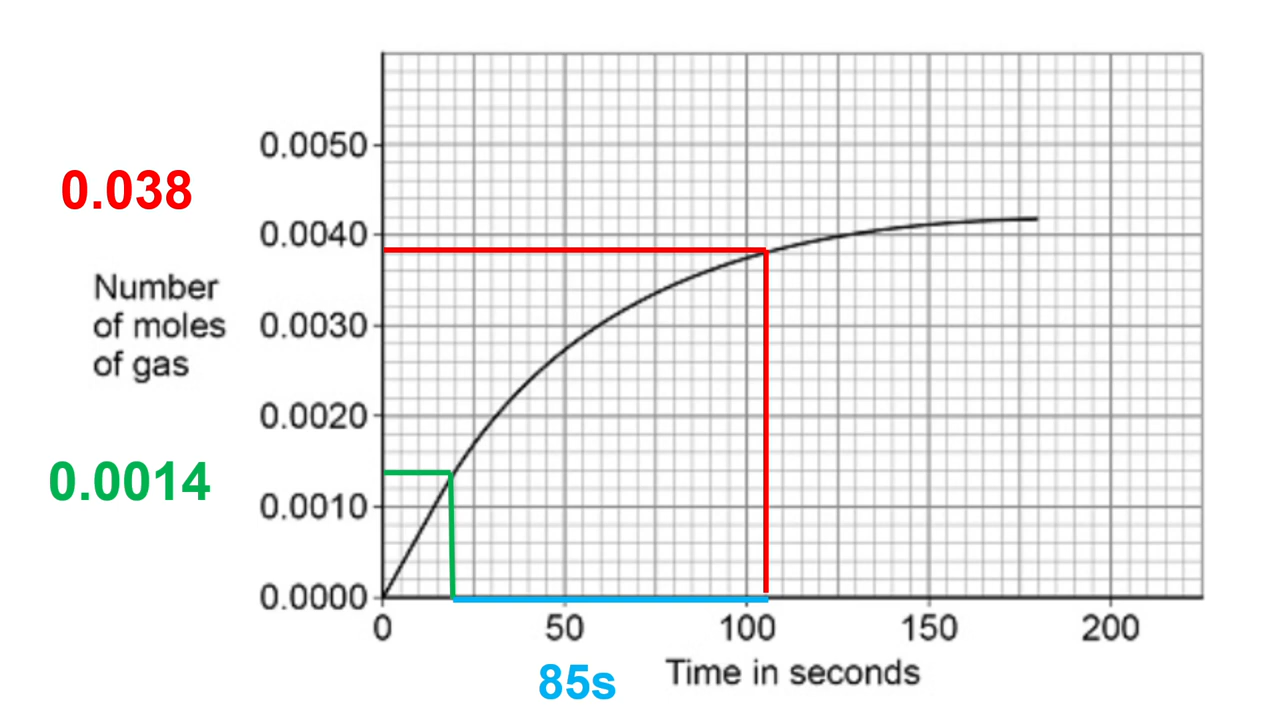 0.0050
0.038
0.0040
Number
of moles
of gas
0.0030
0.0020
0.0014
0.0010
0.0000
0 50 100 150 200
85s
Time in seconds